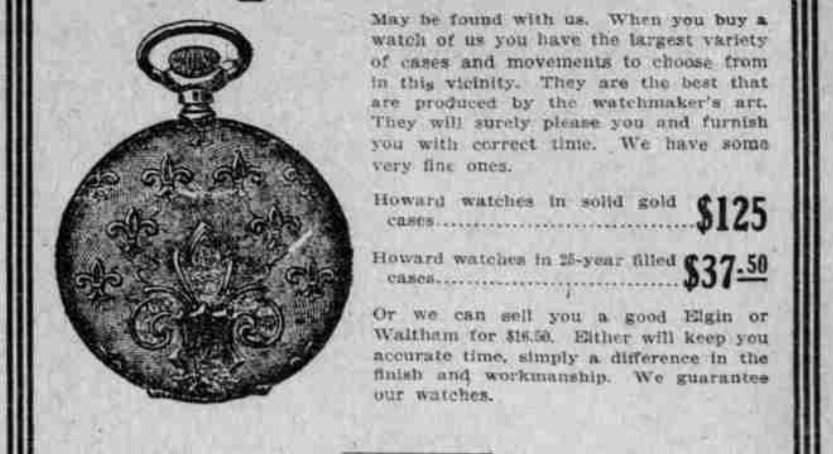 May be found with us. When you buy a
watch of us you have the largest variety
of cases and movements to choose from
in this vicinity. They are the best that
are produced by the watchmaker's art.
They will surely please you and furnish
you with correct time. We have some
very fine ones.
Howard watches in solid gold
cases.............................. $125
Howard watches in 25-year filled
cases.............................. $37.50
Or we can sell you a good Elgin or
Waltham for $16.50. Either will keep you
accurate time, simply a difference in the
finish and workmanship. We guarantee
our watches.